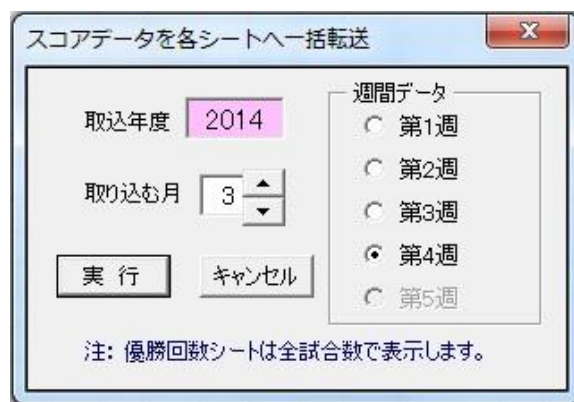 スコアデータを各シートへ一括転送
取込年度 2014
取り込む月 3
実 行 キャンセル
週間データ
第1週
第2週
第3週
第4週
第5週
注: 優勝回数シートは全試合数で表示します。